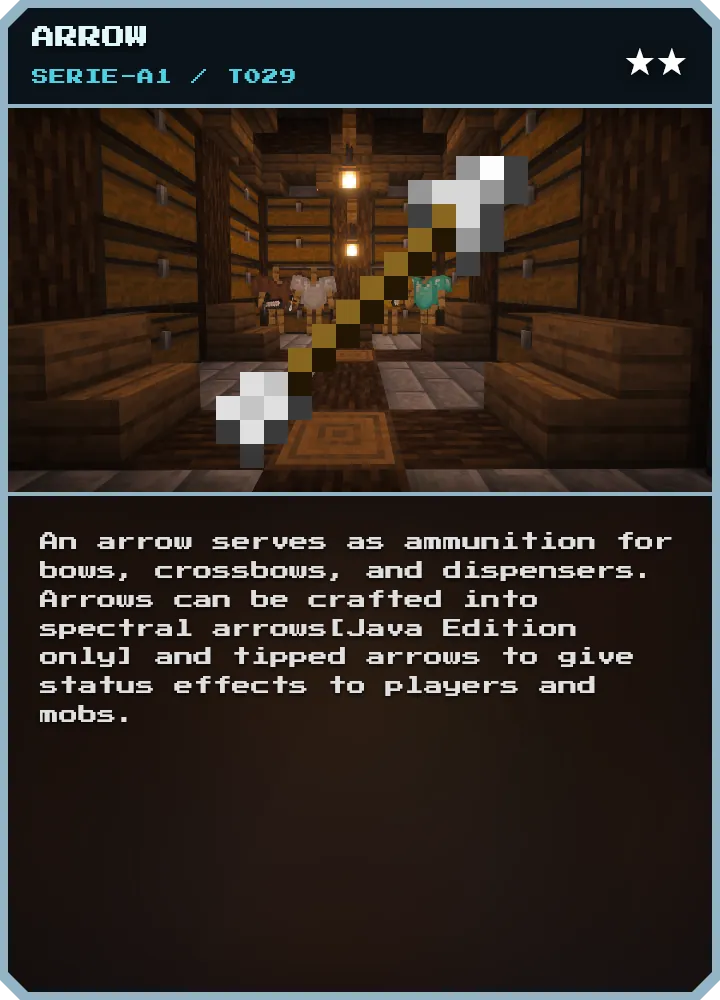 ARROW
SERIE-A1 / T029
An arrow serves as ammunition for
bows, crossbows, and dispensers.
Arrows can be crafted into
spectral arrows[Java Edition
only] and tipped arrows to give
status effects to players and
mobs.